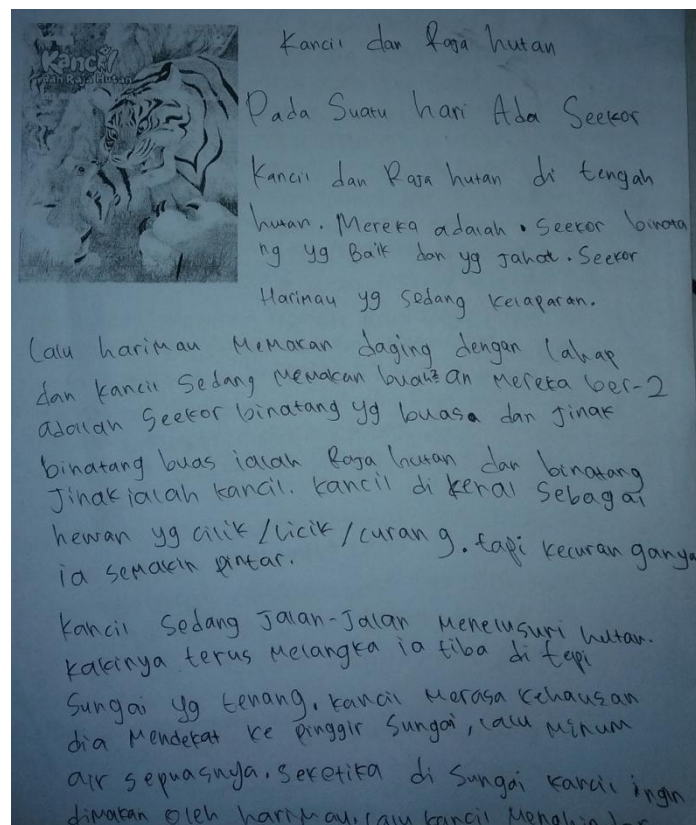 Kancil
dan Raja Hutan
Kancil dan Raja hutan
Pada Suatu hari Ada Seekor
Kancil dan Raja hutan di tengah
hutan. Mereka adalah. Seekor binata
ng yg Baik dan yg Jahat. Seekor
Harimau yg sedang kelaparan.
Lalu harimau Memakan daging dengan lahap
dan kancil Sedang memakan buah²an Mereka ber-2
adalah Seekor binatang yg buasa dan Jinak
binatang buas ialah Raja hutan dan binatang
Jinak ialah kancil. kancil di kenal Sebagai
hewan yg cilik/licik/curang. tapi kecuranganya
ia semakin pintar.
Kancil Sedang Jalan-Jalan Menelusuri hutan.
kakinya terus Melangka ia tiba di tepi
Sungai yg tenang. kancil Merasa kehausan
dia Mendekat ke pinggir Sungai, lalu Minum
air sepuasnya. Seketika di Sungai kancil ingin
dimakan oleh harimau. lalu kancil